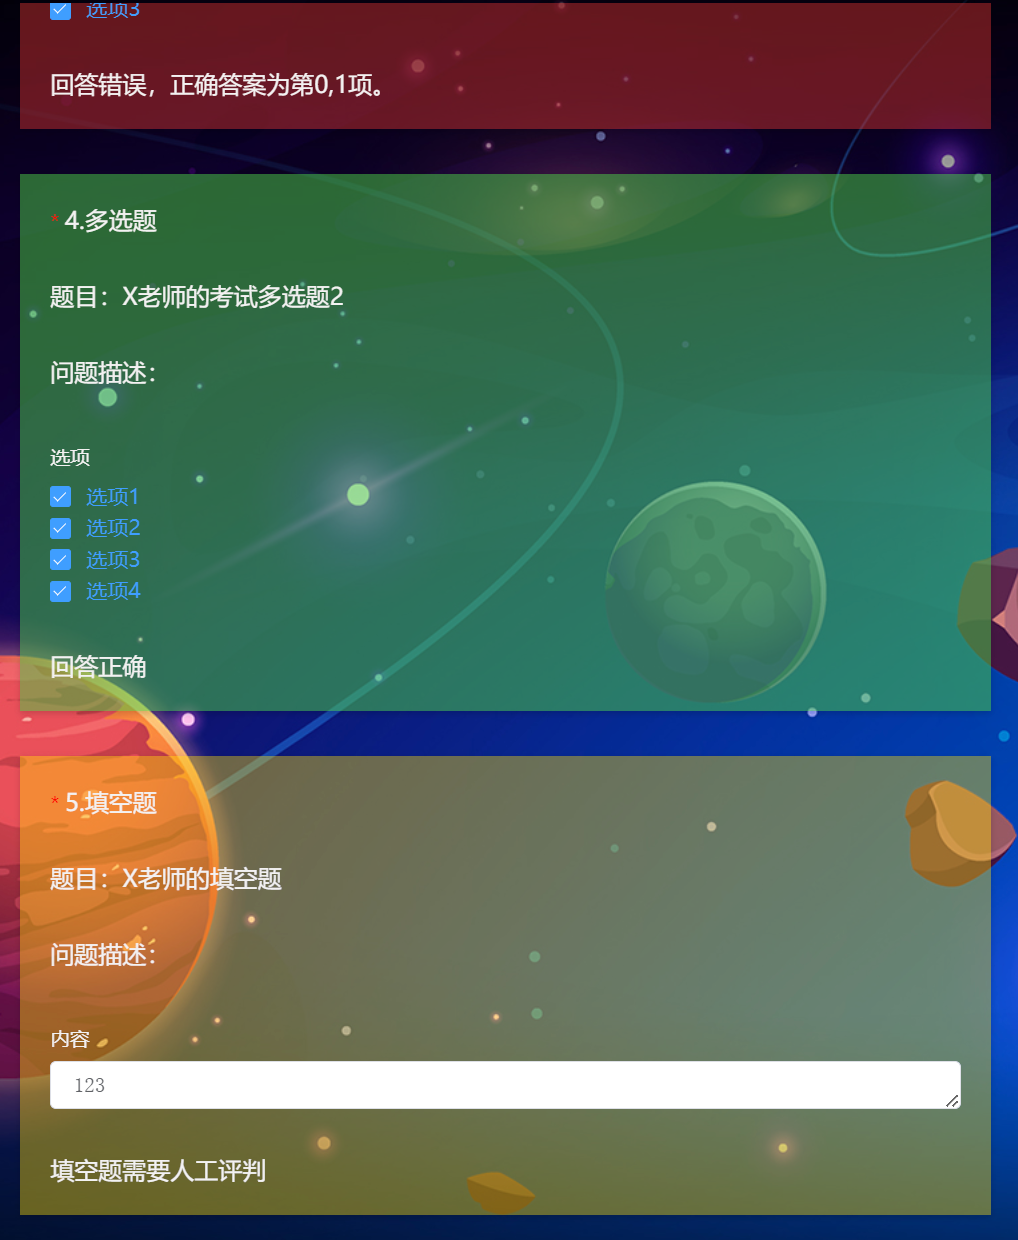 选项3
回答错误，正确答案为第0,1项。
* 4.多选题
题目：X老师的考试多选题2
问题描述：
选项
选项1
选项2
选项3
选项4
回答正确
* 5.填空题
题目：X老师的填空题
问题描述：
内容
123
填空题需要人工评判